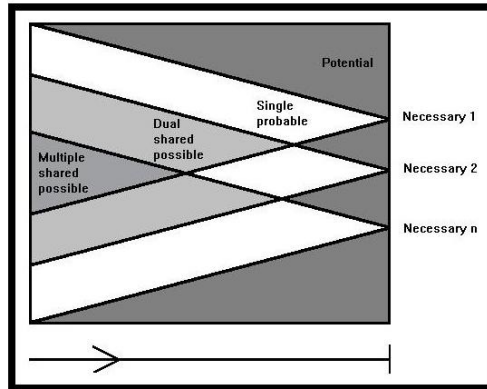 Potential
Single
probable
Necessary 1
Dual
shared
possible
Multiple
shared
possible
Necessary 2
Necessary n